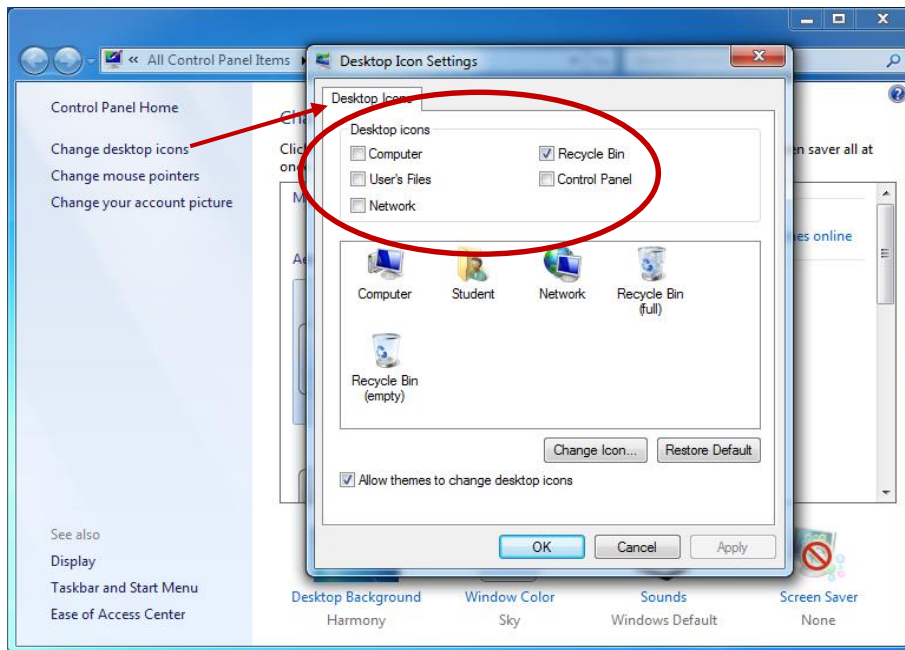 « All Control Panel Items
Desktop Icon Settings
Control Panel Home
Desktop Icons
Desktop icons
Change desktop icons
Computer
Recycle Bin
en saver all at
Change mouse pointers
User's Files
Control Panel
Change your account picture
Network
es online
Computer
Student
Network
Recycle Bin
(full)
Recycle Bin
(empty)
Change Icon...
Restore Default
Allow themes to change desktop icons
See also
OK
Cancel
Apply
Display
Taskbar and Start Menu
Ease of Access Center
Desktop Background
Window Color
Sounds
Screen Saver
Harmony
Sky
Windows Default
None